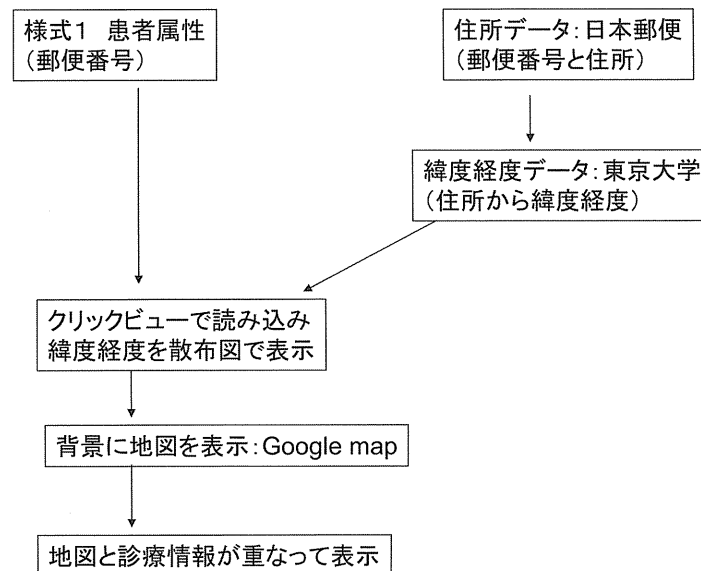 様式1 患者属性
(郵便番号)
住所データ:日本郵便
(郵便番号と住所)
緯度経度データ:東京大学
(住所から緯度経度)
クリックビューで読み込み
緯度経度を散布図で表示
背景に地図を表示:Google map
地図と診療情報が重なって表示